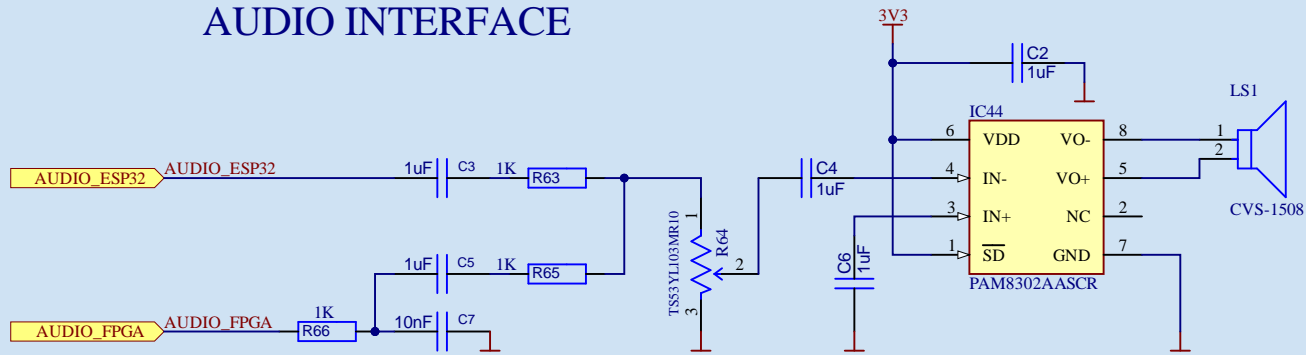 AUDIO INTERFACE
3V3
C2
1uF
LS1
IC44
6 VDD VO- 8
1
2
AUDIO_ESP32 AUDIO_ESP32
1uF C3 1K R63
C4
1uF
4 IN- VO+ 5
3 IN+ NC 2
CVS-1508
1 SD GND 7
PAM8302AASCR
1
TS53YL103MR10
R64
2
3
C6
1uF
1uF C5 1K R65
AUDIO_FPGA AUDIO_FPGA
1K
R66
10nF C7